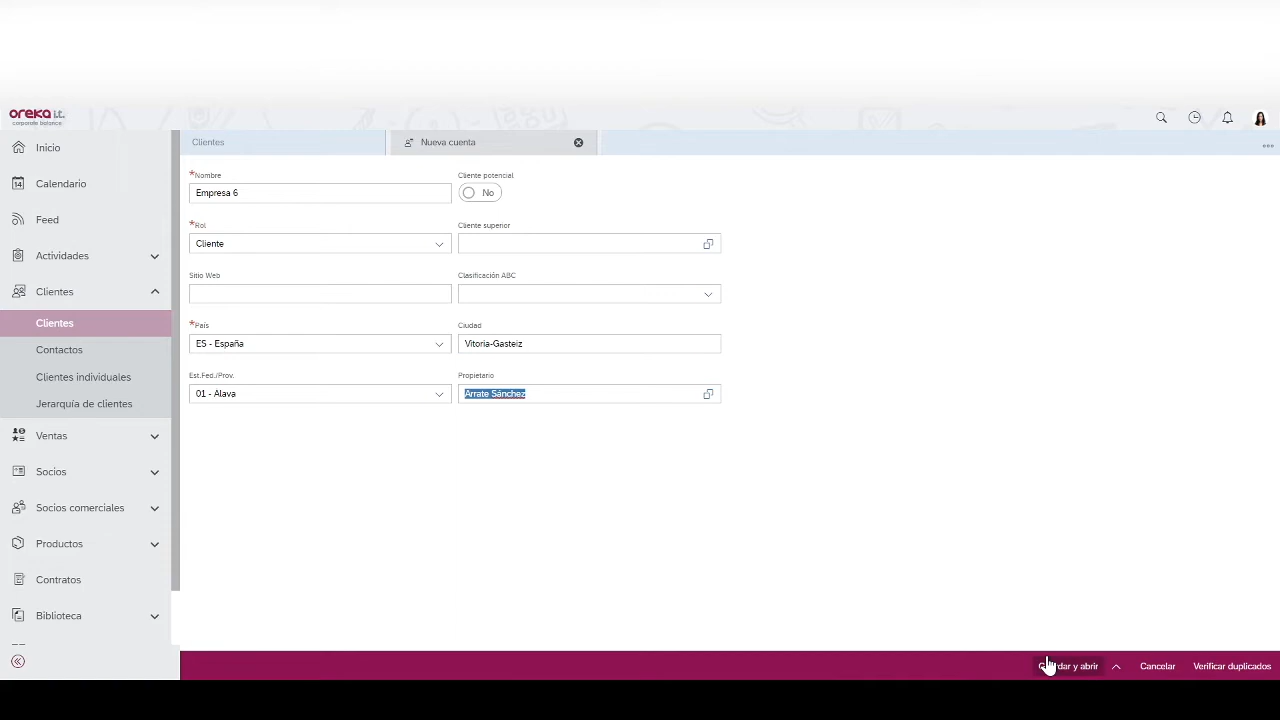 oreka i.t.
corporate balance
Inicio
14
Calendario
Feed
Actividades
Clientes
Clientes
Contactos
Clientes individuales
Jerarquía de clientes
Ventas
Socios
Socios comerciales
Productos
Contratos
Biblioteca
Clientes
Nueva cuenta
*Nombre
Empresa 6
Cliente potencial
No
*Rol
Cliente
Cliente superior
Sitio Web
Clasificación ABC
*País
ES - España
Ciudad
Vitoria-Gasteiz
Est.Fed./Prov.
01 - Alava
Propietario
Arrate Sánchez
y abrir
Cancelar
Verificar duplicados